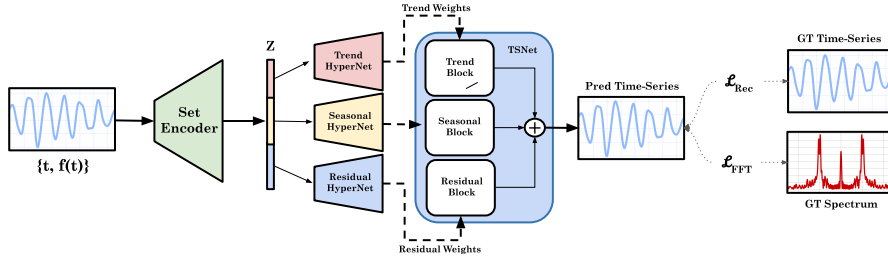 {t, f(t)}
Set
Encoder
Z
Trend
HyperNet
Seasonal
HyperNet
Residual
HyperNet
Trend Weights
Residual Weights
TSNet
Trend
Block
Seasonal
Block
Residual
Block
Pred Time-Series
ℒRec
ℒFFT
GT Time-Series
GT Spectrum